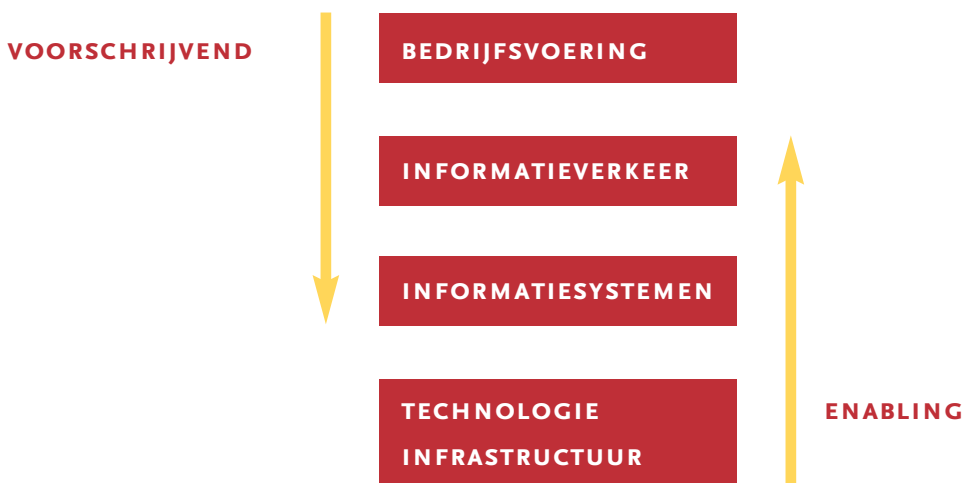 VOORSCHRIJVEND
BEDRIJFSVOERING
INFORMATIEVERKEER
INFORMATIESYSTEMEN
TECHNOLOGIE
INFRASTRUCTUUR
ENABLING